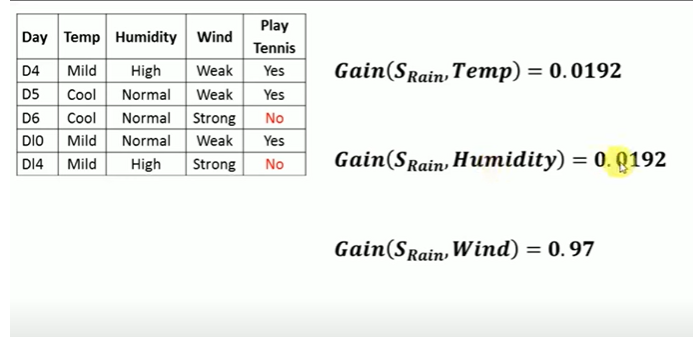 Day Temp Humidity Wind Play Tennis
D4 Mild High Weak Yes
D5 Cool Normal Weak Yes
D6 Cool Normal Strong No
Dl0 Mild Normal Weak Yes
Dl4 Mild High Strong No
Gain(S_Rain, Temp) = 0.0192
Gain(S_Rain, Humidity) = 0.0192
Gain(S_Rain, Wind) = 0.97